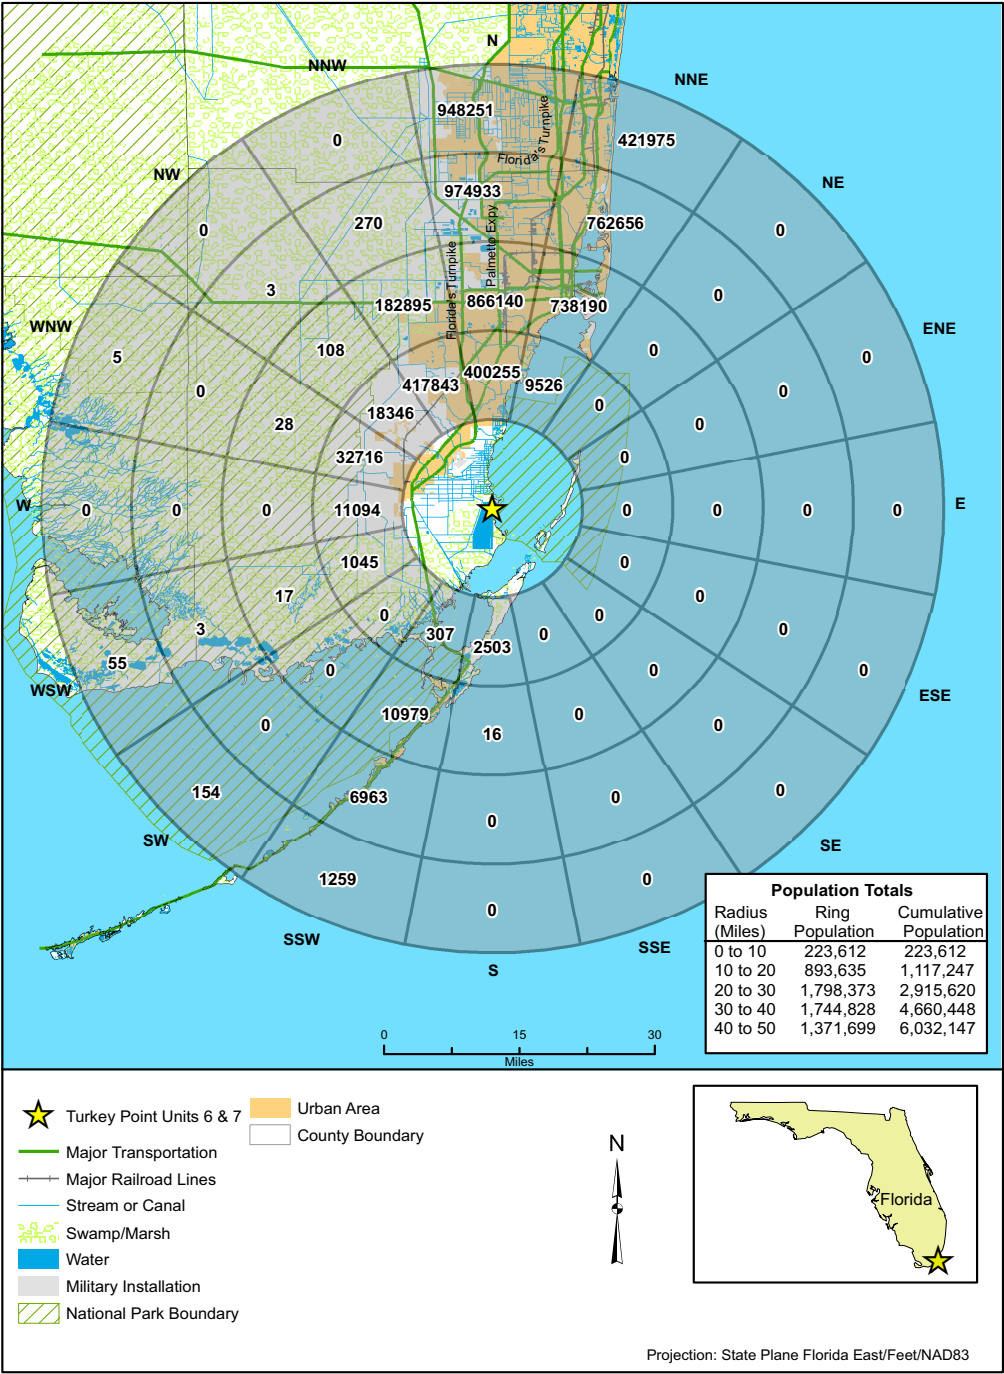 N
NNW
NNE
948251
0
421975
Florida's Turnpike
NW
974933
NE
0
270
762656
0
Palmetto Expy
Florida's Turnpike
3
182895
866140
738190
0
WNW
ENE
5
108
0
0
417843
400255
9526
0
0
18346
0
28
0
32716
0
W
0
0
0
11094
0
0
0
0
E
1045
0
17
0
0
0
3
307
2503
0
0
55
0
0
0
WSW
ESE
10979
0
0
0
16
154
6963
0
0
0
SW
SE
1259
0
0
SSW
SSE
S
Population Totals
Radius (Miles) Ring Population Cumulative Population
0 to 10 223,612 223,612
10 to 20 893,635 1,117,247
20 to 30 1,798,373 2,915,620
30 to 40 1,744,828 4,660,448
40 to 50 1,371,699 6,032,147
0 15 30
Miles
Turkey Point Units 6 & 7
Major Transportation
Major Railroad Lines
Stream or Canal
Swamp/Marsh
Water
Military Installation
National Park Boundary
Urban Area
County Boundary
N
Florida
Projection: State Plane Florida East/Feet/NAD83